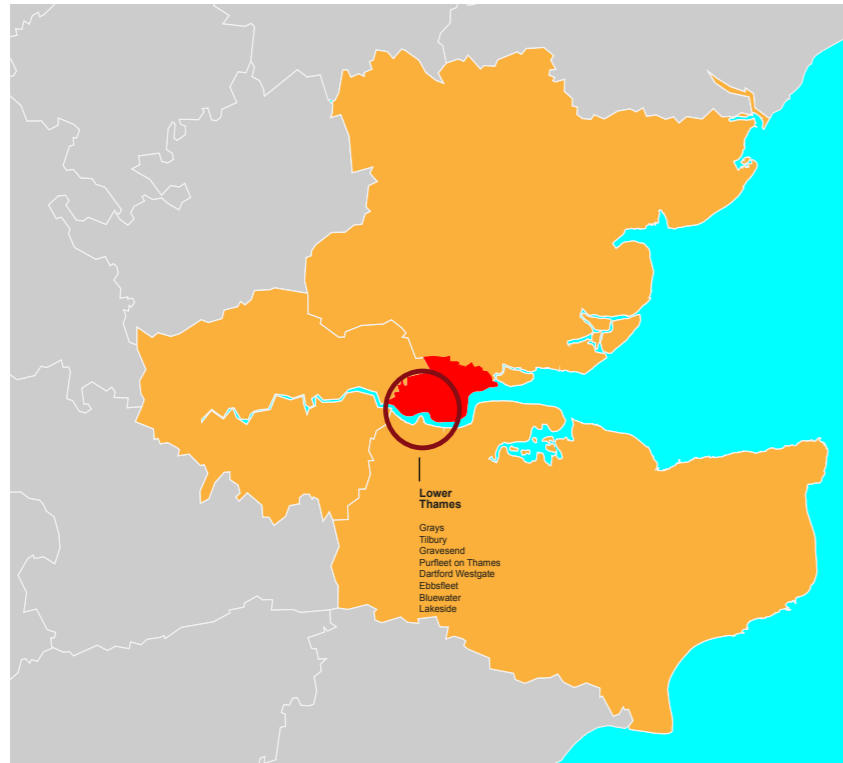 Lower
Thames
Grays
Tilbury
Gravesend
Purfleet on Thames
Dartford Westgate
Ebbsfleet
Bluewater
Lakeside